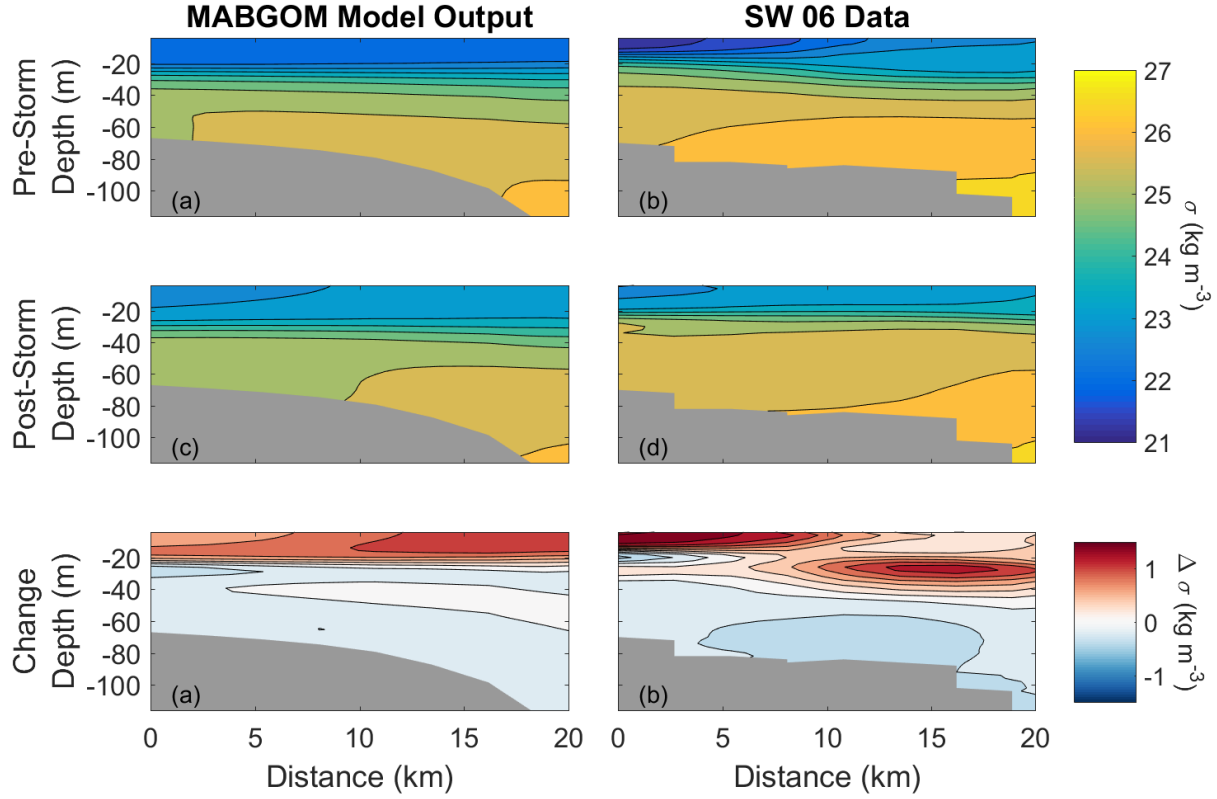 MABGOM Model Output
SW 06 Data
Pre-Storm
Depth (m)
-20
-40
-60
-80
-100
(a)
(b)
27
26
25
24
23
22
21
σ (kg m-3)
Post-Storm
Depth (m)
-20
-40
-60
-80
-100
(c)
(d)
Change
Depth (m)
-20
-40
-60
-80
-100
(a)
(b)
1
0
-1
Δ σ (kg m-3)
0
5
10
15
20
0
5
10
15
20
Distance (km)
Distance (km)